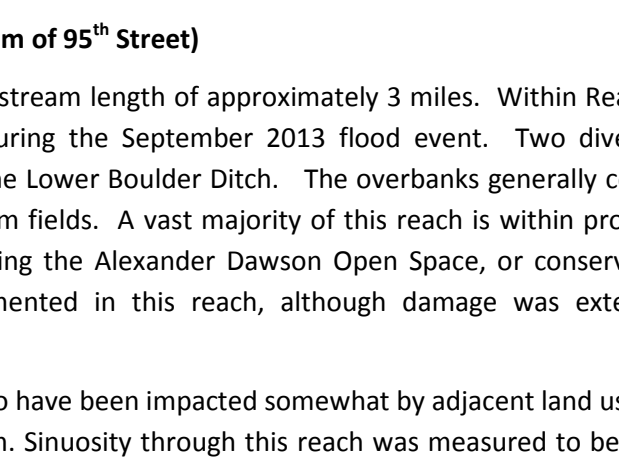 m of 95th Street)
stream length of approximately 3 miles. Within Rea
uring the September 2013 flood event. Two dive
ne Lower Boulder Ditch. The overbanks generally c
m fields. A vast majority of this reach is within pro
ing the Alexander Dawson Open Space, or conserv
mented in this reach, although damage was exte
o have been impacted somewhat by adjacent land us
n. Sinuosity through this reach was measured to be